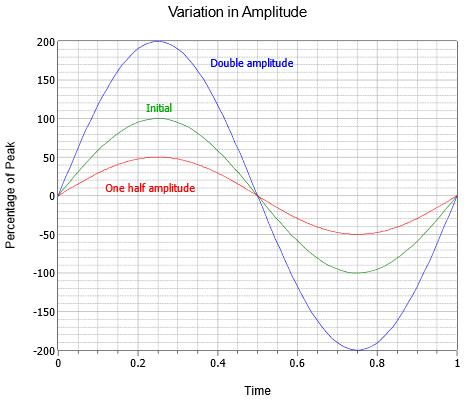 Variation in Amplitude
200
150
100
50
0
-50
-100
-150
-200
Double amplitude
Initial
One half amplitude
Percentage of Peak
0
0.2
0.4
0.6
0.8
1
Time